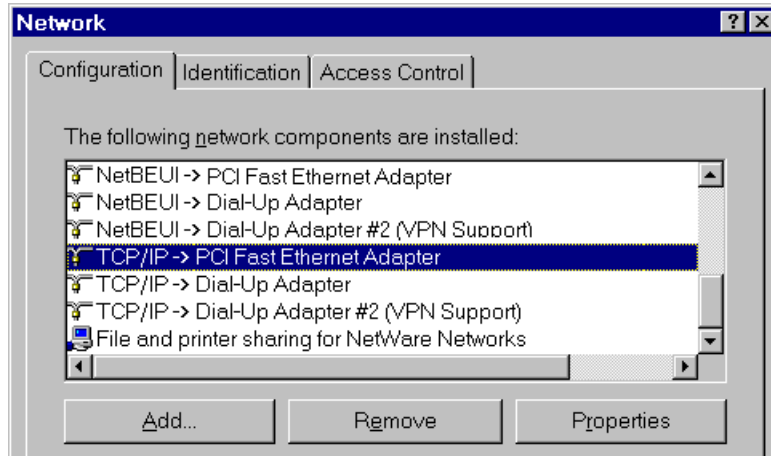 Network
Configuration Identification Access Control
The following network components are installed:
NetBEUI -> PCI Fast Ethernet Adapter
NetBEUI -> Dial-Up Adapter
NetBEUI -> Dial-Up Adapter #2 (VPN Support)
TCP/IP -> PCI Fast Ethernet Adapter
TCP/IP -> Dial-Up Adapter
TCP/IP -> Dial-Up Adapter #2 (VPN Support)
File and printer sharing for NetWare Networks
Add... Remove Properties